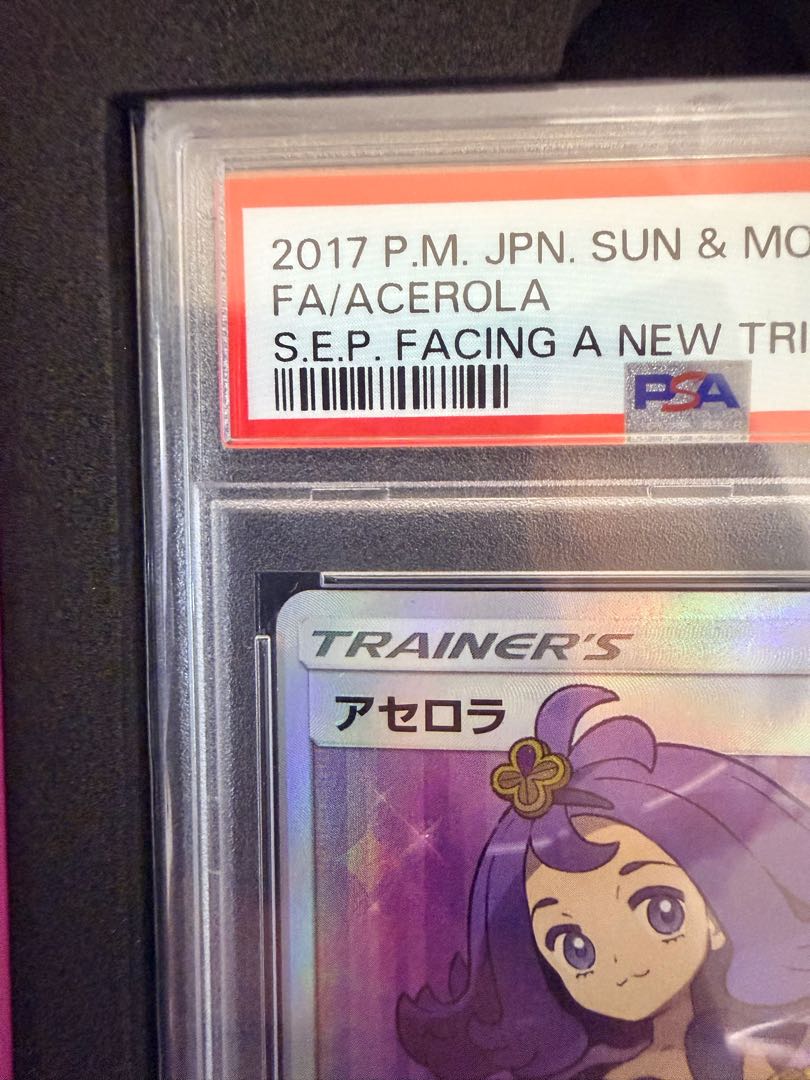 2017 P.M. JPN. SUN & MO
FA/ACEROLA
S.E.P. FACING A NEW TRI
PSA
TRAINER'S
アセロラ